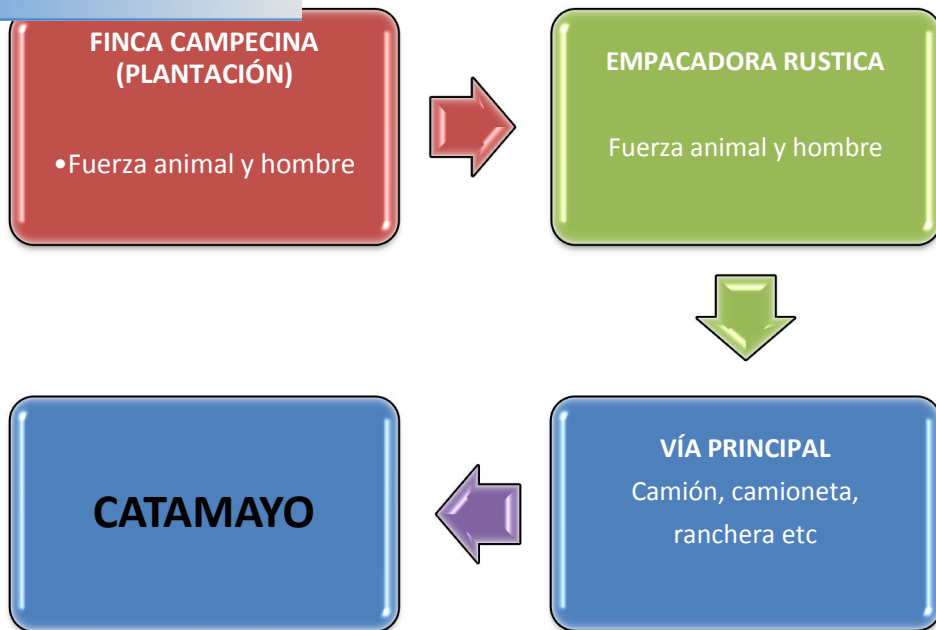 FINCA CAMPECINA
(PLANTACIÓN)
•Fuerza animal y hombre
EMPACADORA RUSTICA
Fuerza animal y hombre
VÍA PRINCIPAL
Camión, camioneta,
ranchera etc
CATAMAYO